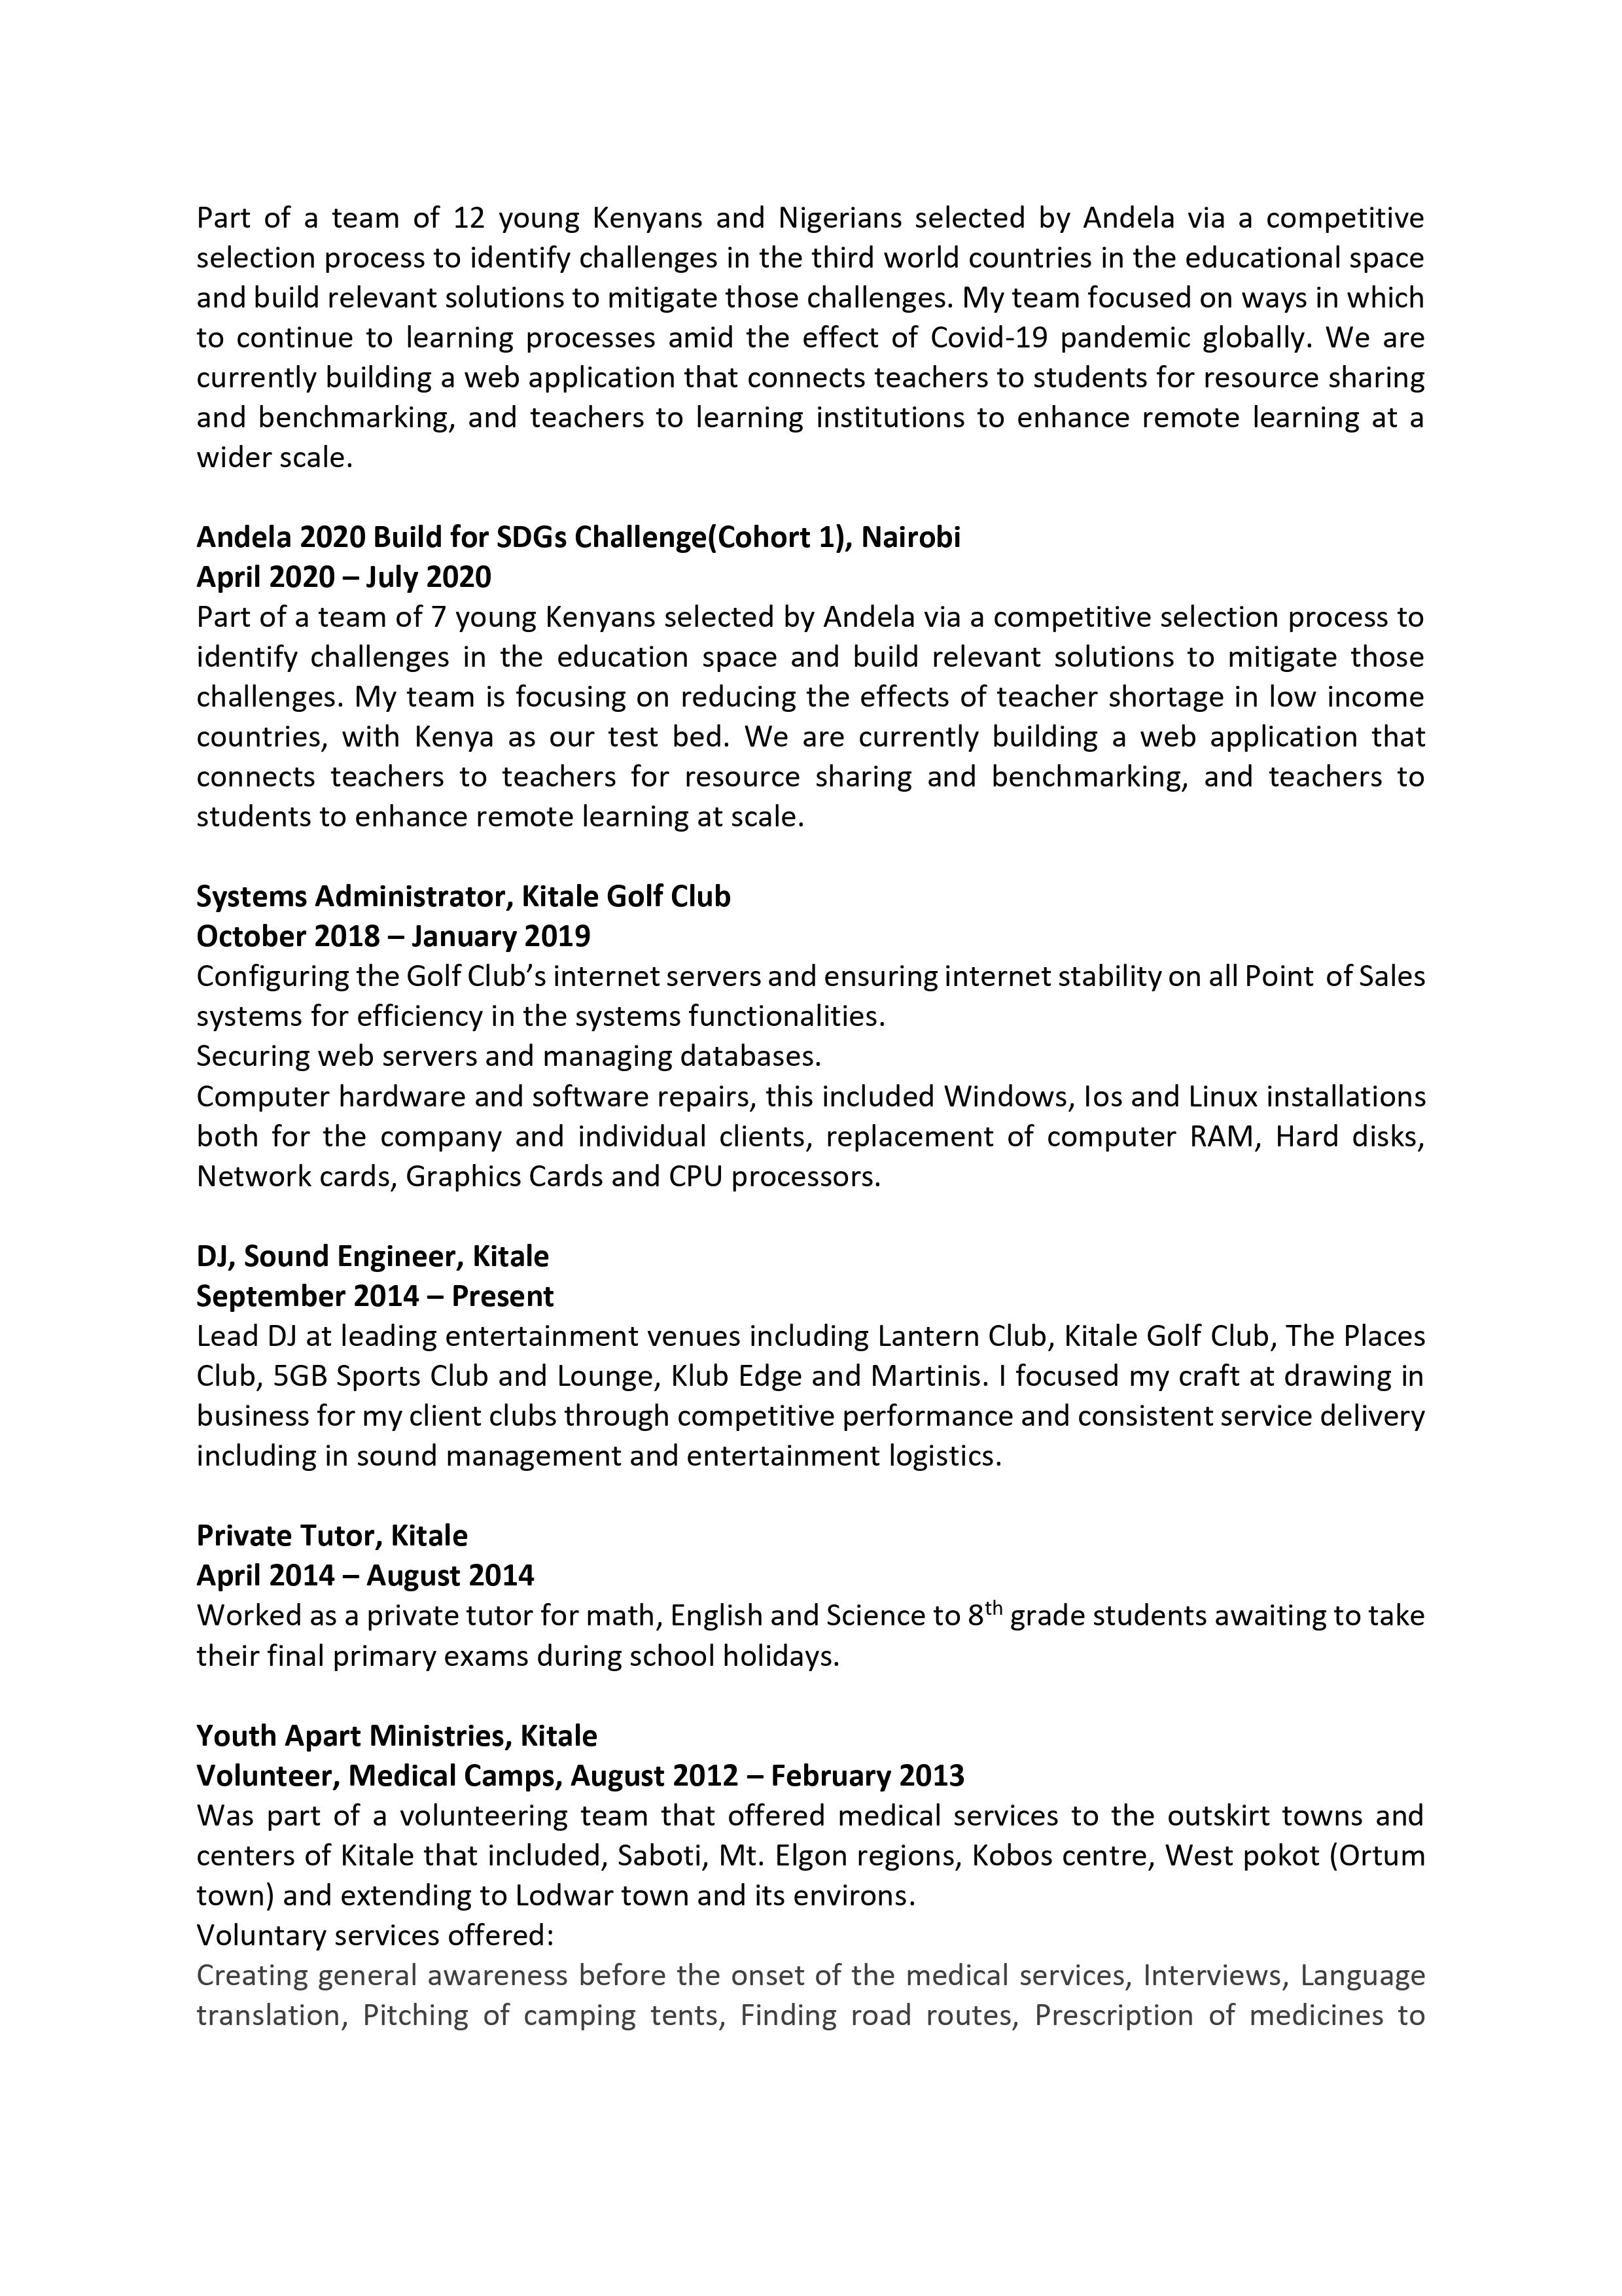 Part of a team of 12 young Kenyans and Nigerians selected by Andela via a competitive
selection process to identify challenges in the third world countries in the educational space
and build relevant solutions to mitigate those challenges. My team focused on ways in which
to continue to learning processes amid the effect of Covid-19 pandemic globally. We are
currently building a web application that connects teachers to students for resource sharing
and benchmarking, and teachers to learning institutions to enhance remote learning at a
wider scale.
Andela 2020 Build for SDGs Challenge(Cohort 1), Nairobi
April 2020 – July 2020
Part of a team of 7 young Kenyans selected by Andela via a competitive selection process to
identify challenges in the education space and build relevant solutions to mitigate those
challenges. My team is focusing on reducing the effects of teacher shortage in low income
countries, with Kenya as our test bed. We are currently building a web application that
connects teachers to teachers for resource sharing and benchmarking, and teachers to
students to enhance remote learning at scale.
Systems Administrator, Kitale Golf Club
October 2018 – January 2019
Configuring the Golf Club’s internet servers and ensuring internet stability on all Point of Sales
systems for efficiency in the systems functionalities.
Securing web servers and managing databases.
Computer hardware and software repairs, this included Windows, Ios and Linux installations
both for the company and individual clients, replacement of computer RAM, Hard disks,
Network cards, Graphics Cards and CPU processors.
DJ, Sound Engineer, Kitale
September 2014 – Present
Lead DJ at leading entertainment venues including Lantern Club, Kitale Golf Club, The Places
Club, 5GB Sports Club and Lounge, Klub Edge and Martinis. I focused my craft at drawing in
business for my client clubs through competitive performance and consistent service delivery
including in sound management and entertainment logistics.
Private Tutor, Kitale
April 2014 – August 2014
Worked as a private tutor for math, English and Science to 8th grade students awaiting to take
their final primary exams during school holidays.
Youth Apart Ministries, Kitale
Volunteer, Medical Camps, August 2012 – February 2013
Was part of a volunteering team that offered medical services to the outskirt towns and
centers of Kitale that included, Saboti, Mt. Elgon regions, Kobos centre, West pokot (Ortum
town) and extending to Lodwar town and its environs.
Voluntary services offered:
Creating general awareness before the onset of the medical services, Interviews, Language
translation, Pitching of camping tents, Finding road routes, Prescription of medicines to